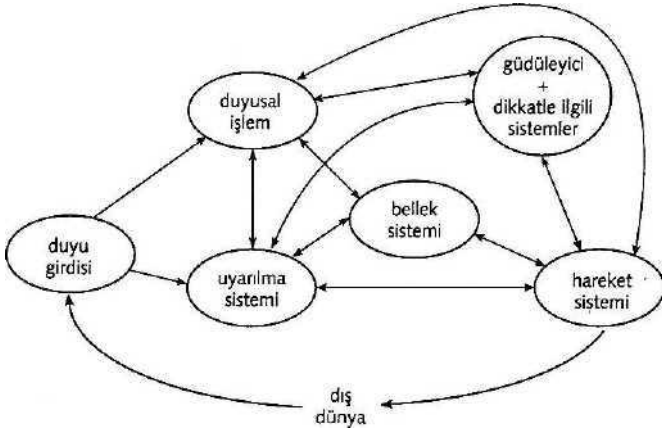 duyusal
işlem
güdüleyici
+
dikkatle ilgili
sistemler
bellek
sistemi
duyu
girdisi
uyarılma
sistemi
hareket
sistemi
dış
dünya